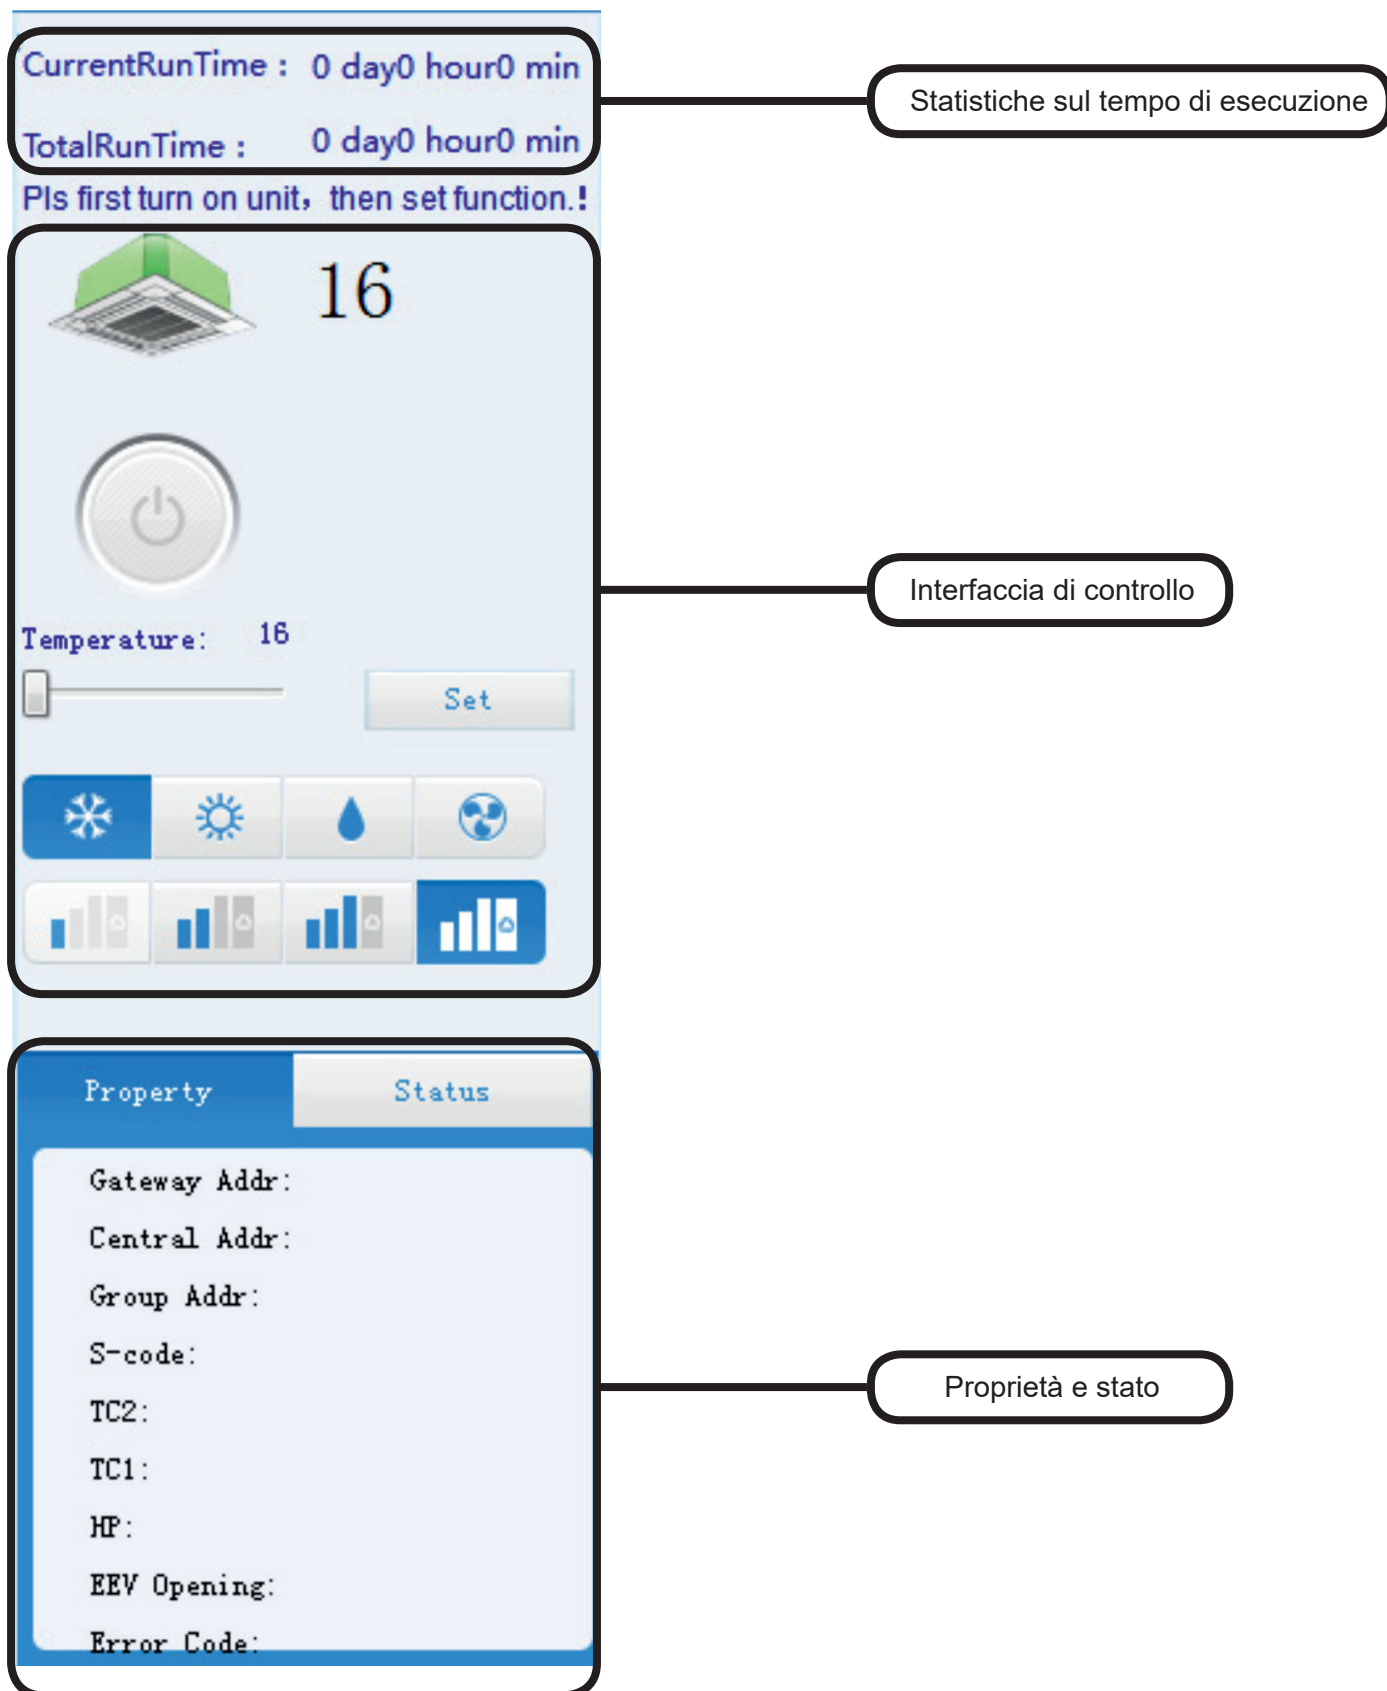 CurrentRunTime : 0 day0 hour0 min
TotalRunTime : 0 day0 hour0 min
Statistiche sul tempo di esecuzione
Pls first turn on unit，then set function.!
16
Interfaccia di controllo
Temperature: 16
Set
Property Status
Gateway Addr:
Central Addr:
Group Addr:
S-code:
Proprietà e stato
TC2:
TC1:
HP:
EEV Opening:
Error Code: